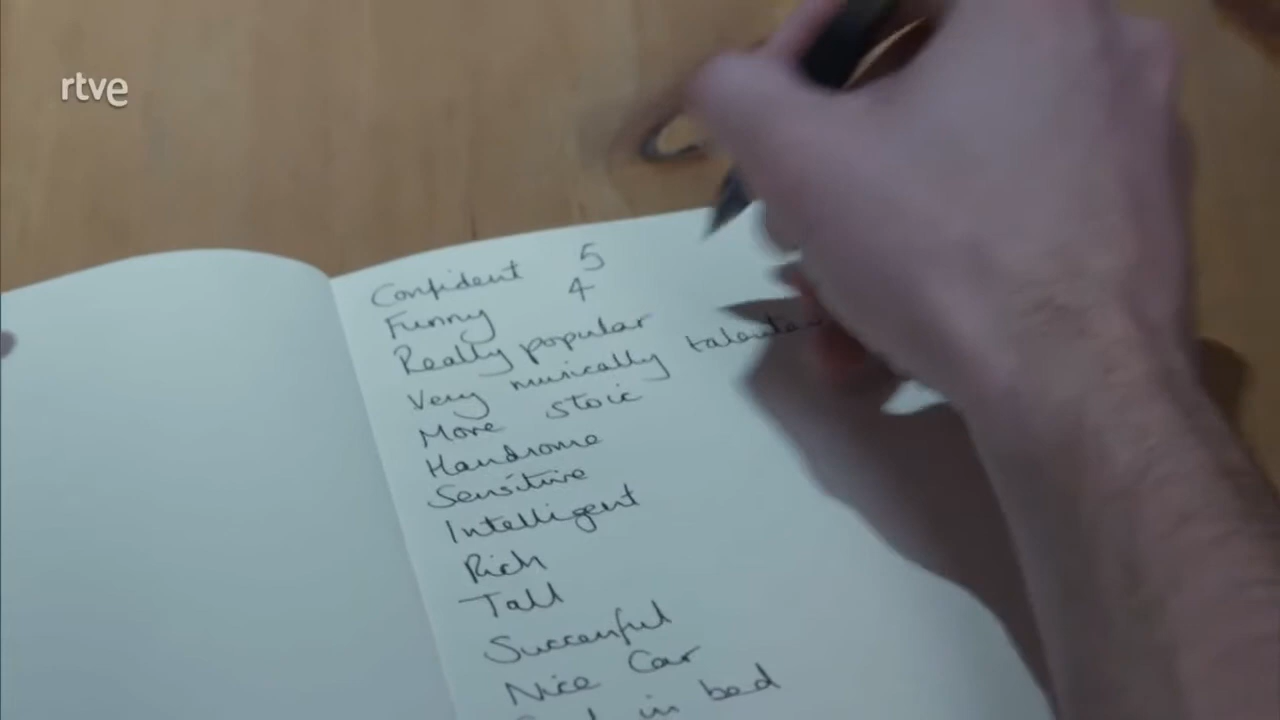 rtve
Confident 5
Funny 4
Really popular
Very musically talented
More stoic
Handsome
Sensitive
Intelligent
Rich
Tall
Successful
Nice Car
in bed